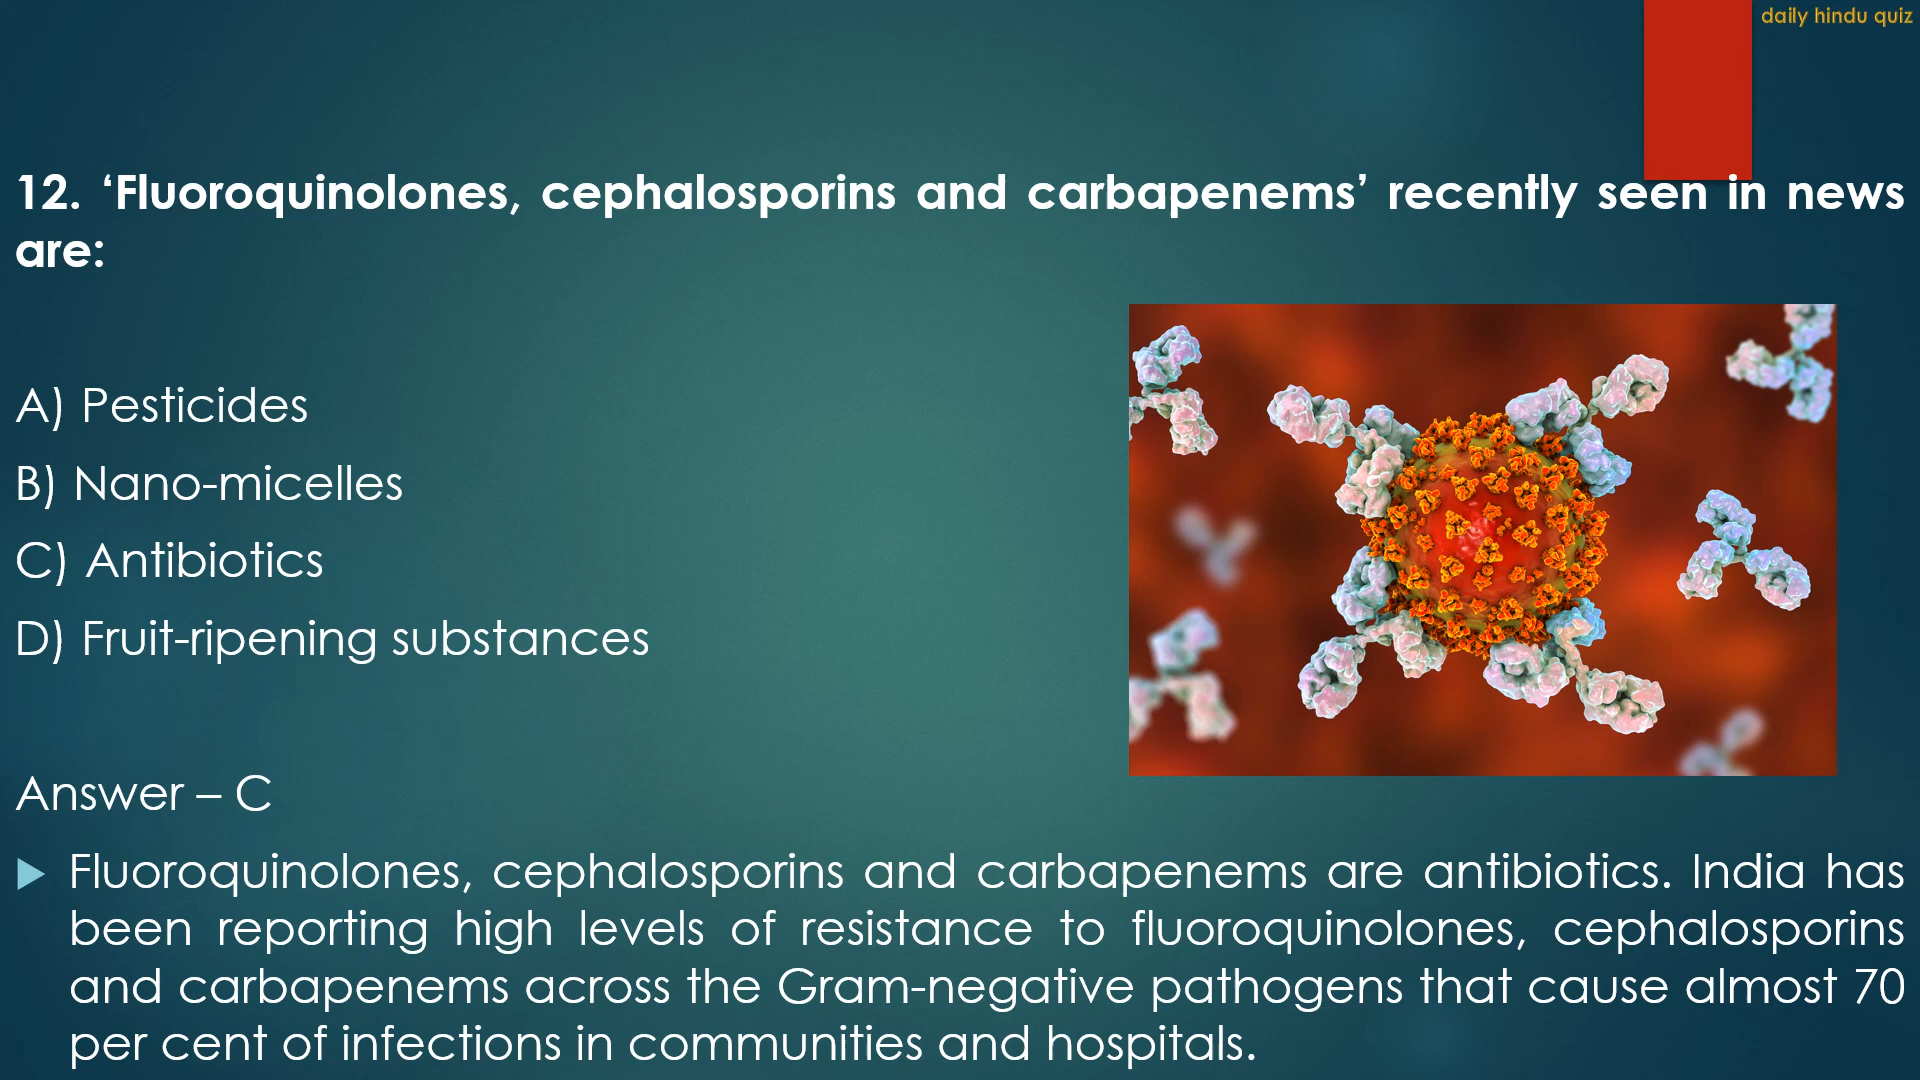 daily hindu quiz
12. ‘Fluoroquinolones, cephalosporins and carbapenems’ recently seen in news
are:
A) Pesticides
B) Nano-micelles
C) Antibiotics
D) Fruit-ripening substances
Answer – C
Fluoroquinolones, cephalosporins and carbapenems are antibiotics. India has
been reporting high levels of resistance to fluoroquinolones, cephalosporins
and carbapenems across the Gram-negative pathogens that cause almost 70
per cent of infections in communities and hospitals.